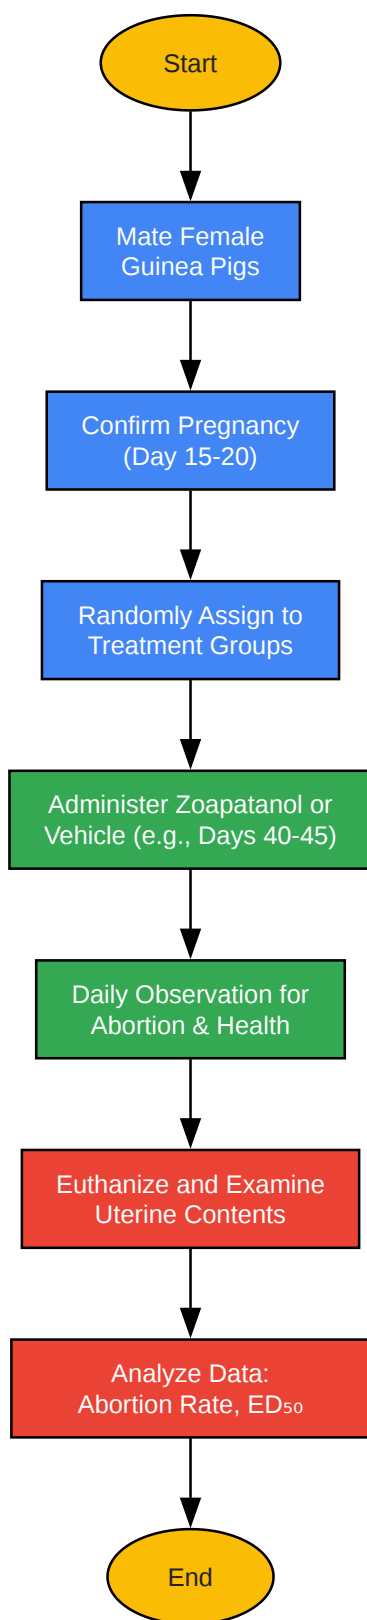 Start
Mate Female
Guinea Pigs
Confirm Pregnancy
(Day 15-20)
Randomly Assign to
Treatment Groups
Administer Zoapatanol or
Vehicle (e.g., Days 40-45)
Daily Observation for
Abortion & Health
Euthanize and Examine
Uterine Contents
Analyze Data:
Abortion Rate, ED₅₀
End